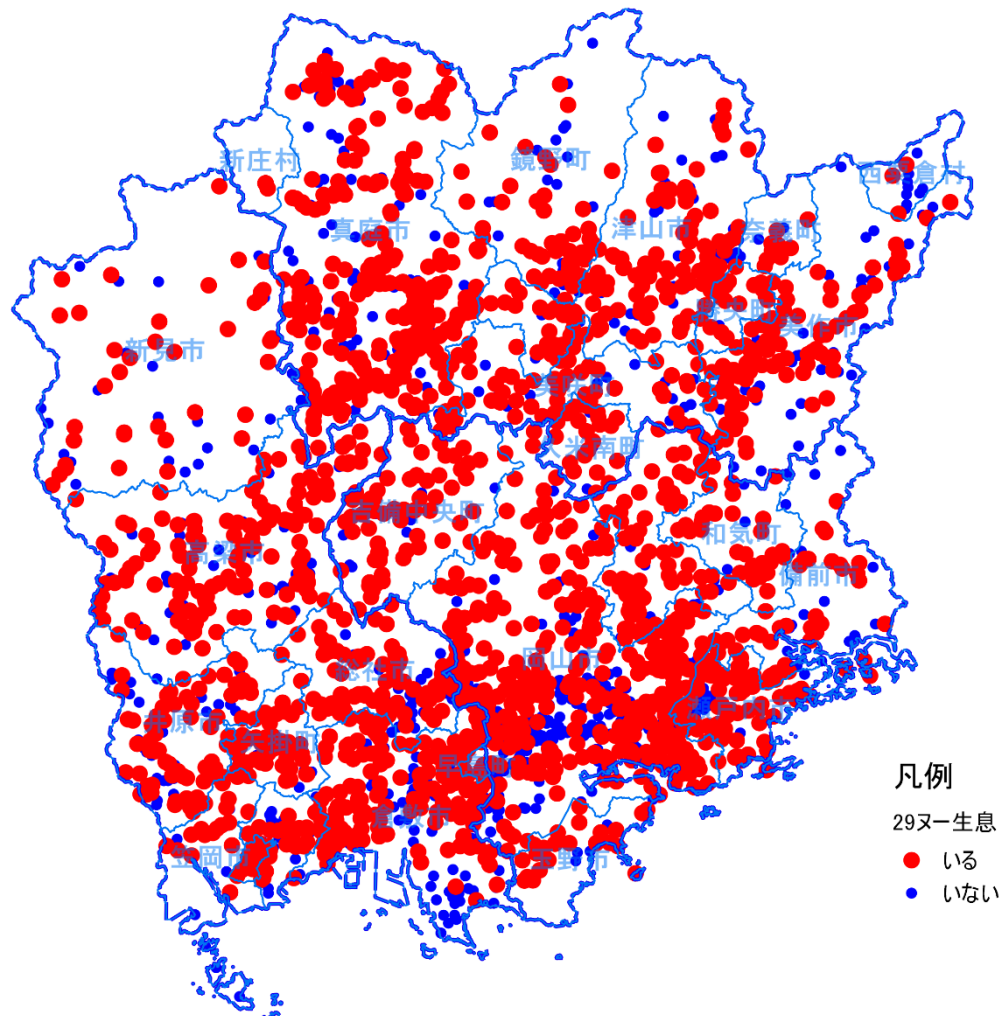 新庄村
鏡野町
西粟倉村
真庭市
津山市
奈義町
勝央町
美作市
新見市
美咲町
久米南町
吉備中央町
和気町
高梁市
備前市
総社市
岡山市
井原市
瀬戸内市
矢掛町
早島町
倉敷市
笠岡市
玉野市
凡例
29ヌー生息
いる
いない